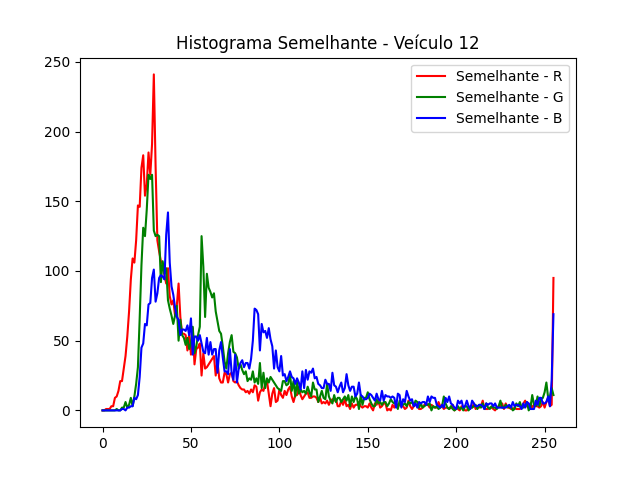 Histograma Semelhante - Veículo 12
Semelhante - R
Semelhante - G
Semelhante - B
250
200
150
100
50
0
0 50 100 150 200 250